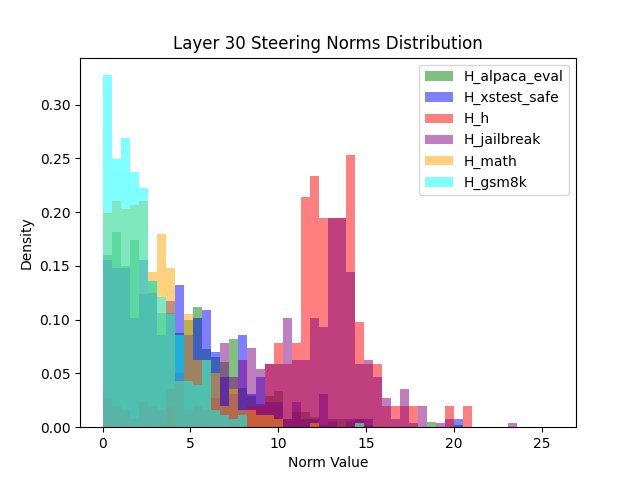 Layer 30 Steering Norms Distribution
H_alpaca_eval
H_xstest_safe
H_h
H_jailbreak
H_math
H_gsm8k
Density
0.30
0.25
0.20
0.15
0.10
0.05
0.00
0 5 10 15 20 25
Norm Value